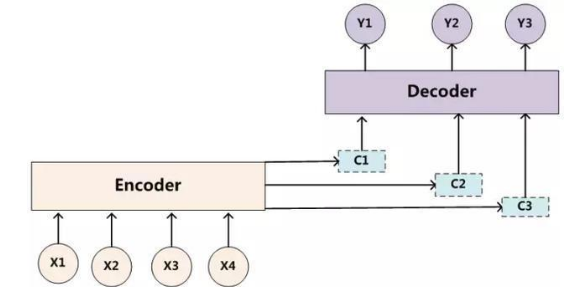 Y1 Y2 Y3
Decoder
C1
Encoder
C2
C3
X1 X2 X3 X4